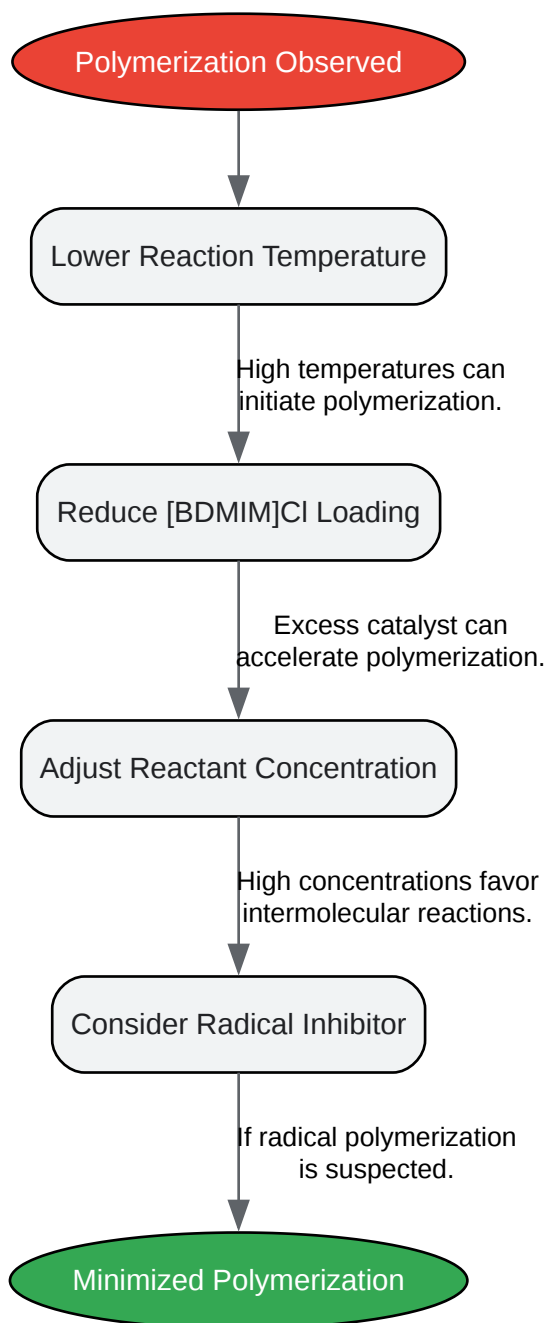 Polymerization Observed
Lower Reaction Temperature
High temperatures can
initiate polymerization.
Reduce [BDMIM]Cl Loading
Excess catalyst can
accelerate polymerization.
Adjust Reactant Concentration
High concentrations favor
intermolecular reactions.
Consider Radical Inhibitor
If radical polymerization
is suspected.
Minimized Polymerization